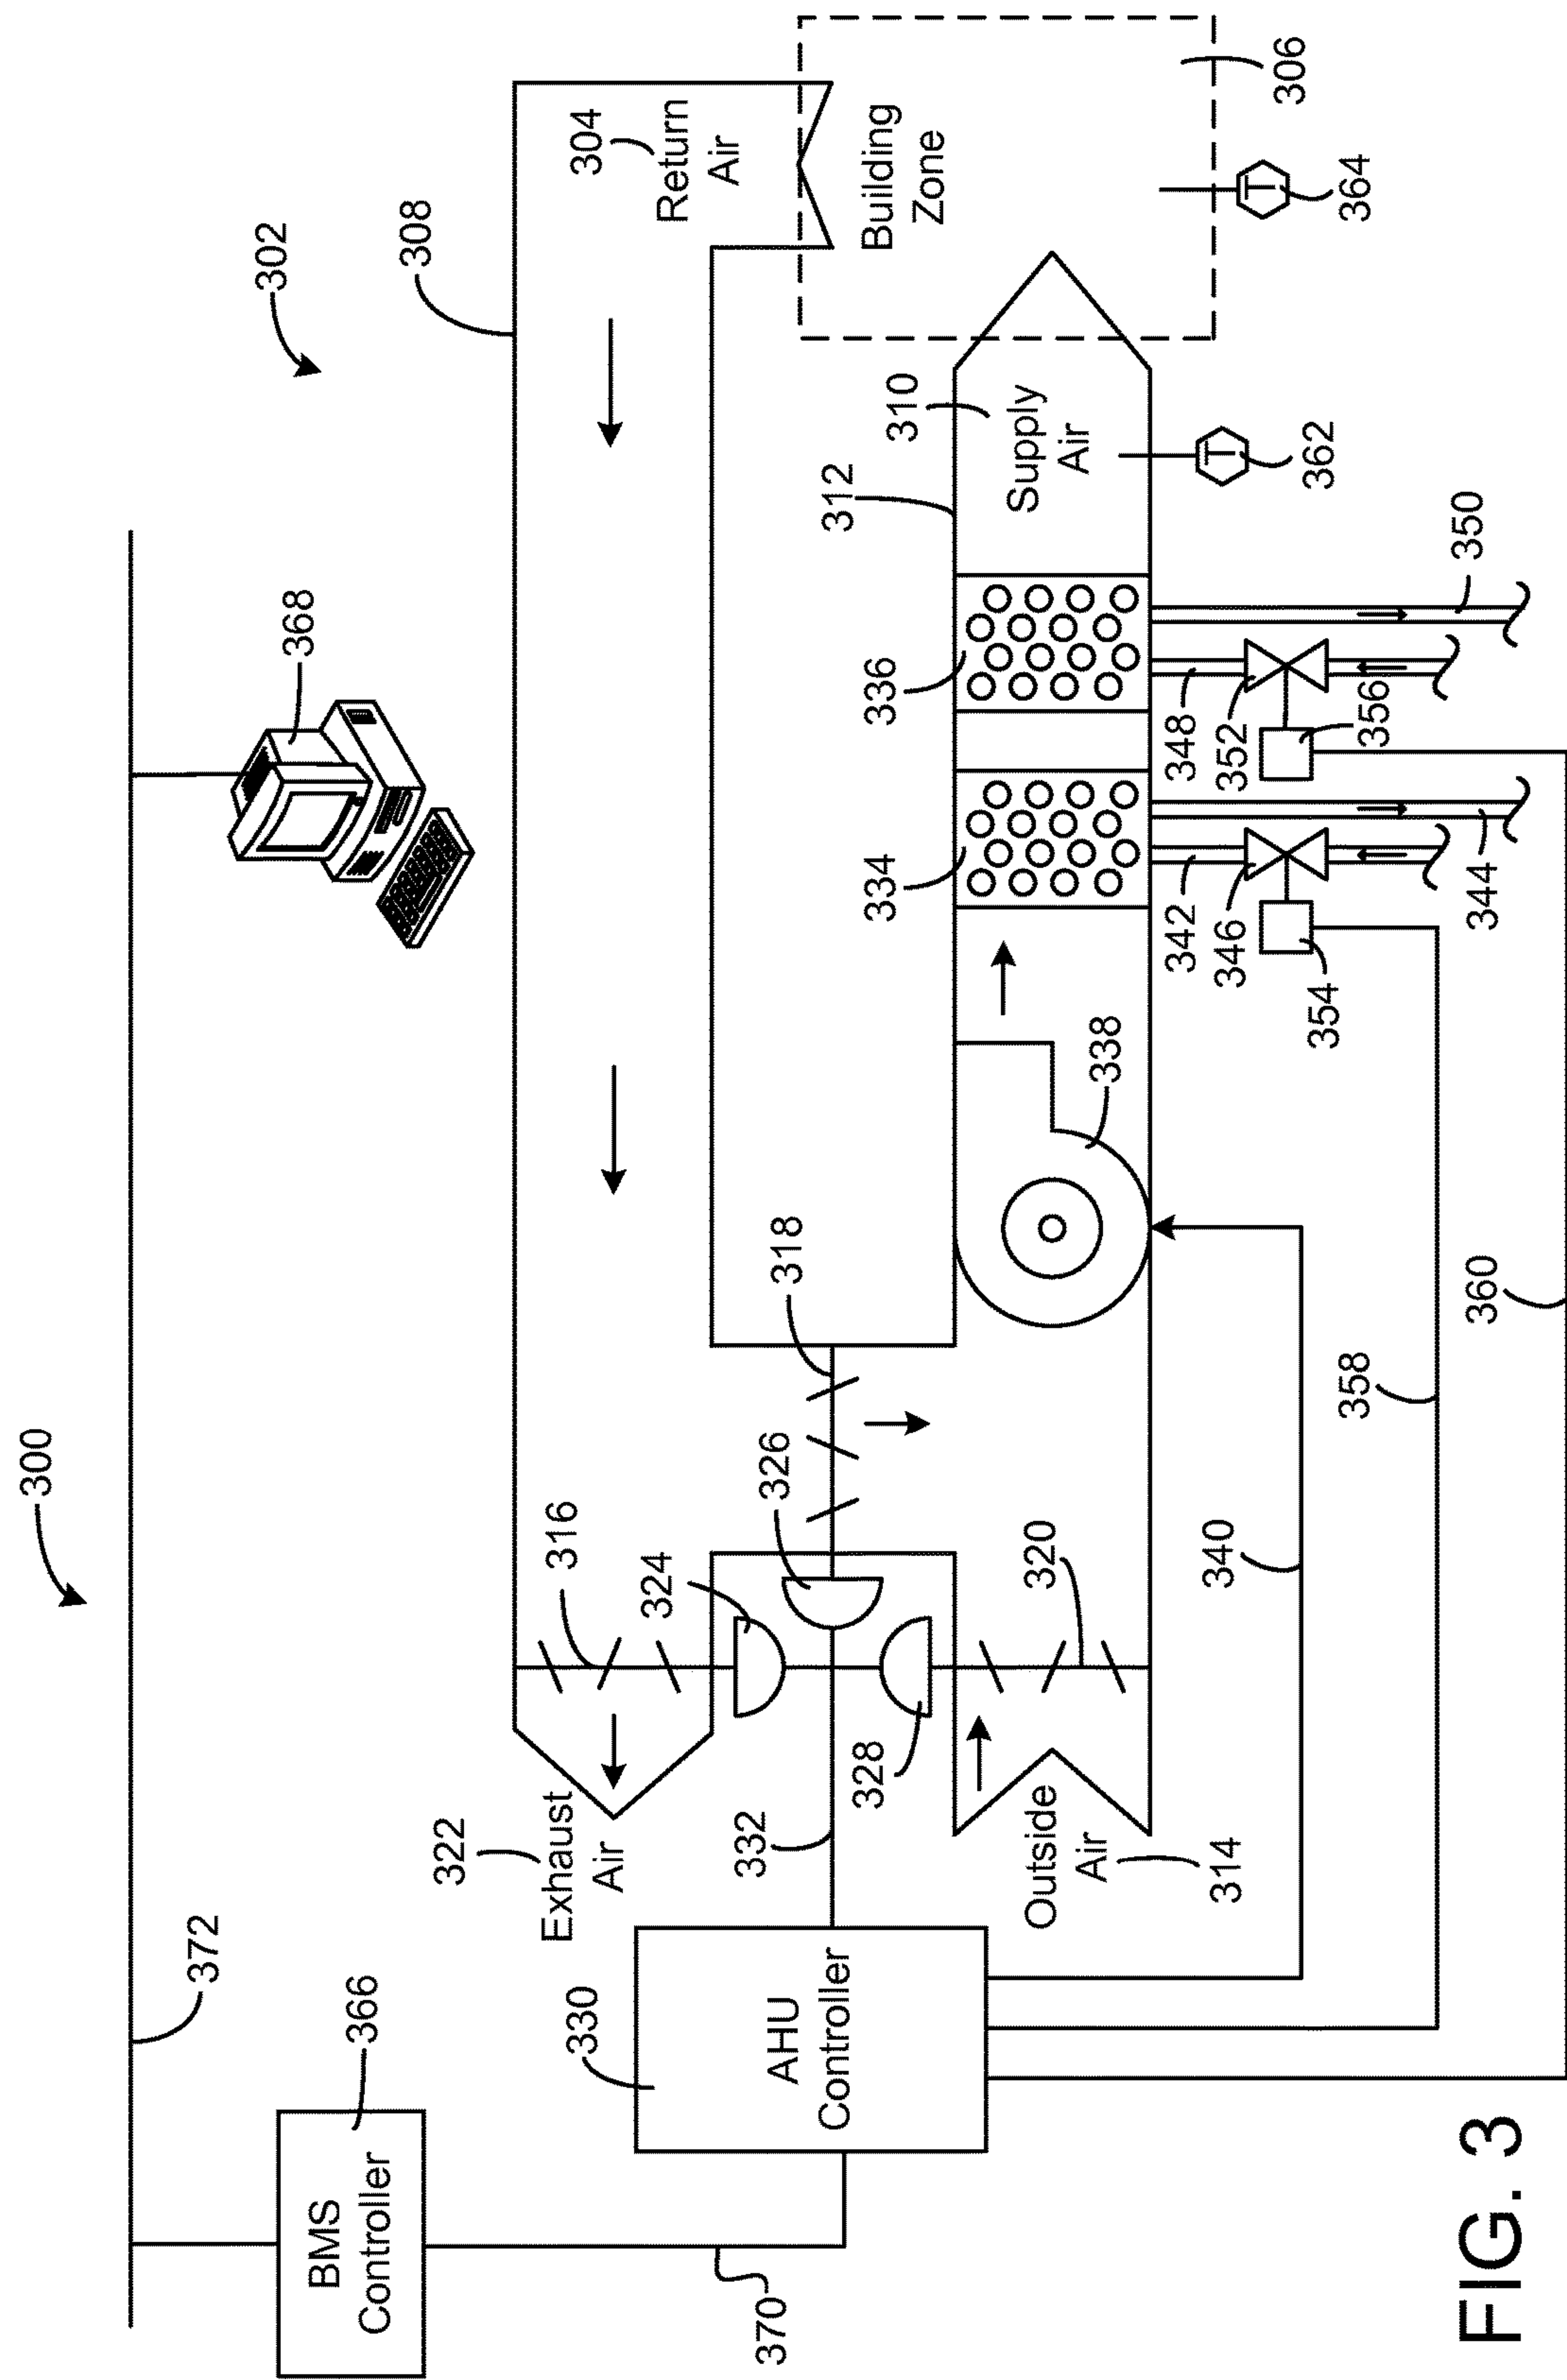 300
372
BMS
Controller
366
370
368
302
308
304
Return
Air
Building
Zone
306
364
322
Exhaust
Air
316
324
326
318
332
328
330
AHU
Controller
Outside
Air
314
320
340
338
334
336
312
310
Supply
Air
362
342
346
354
344
348
352
356
350
358
360
T
T
FIG. 3